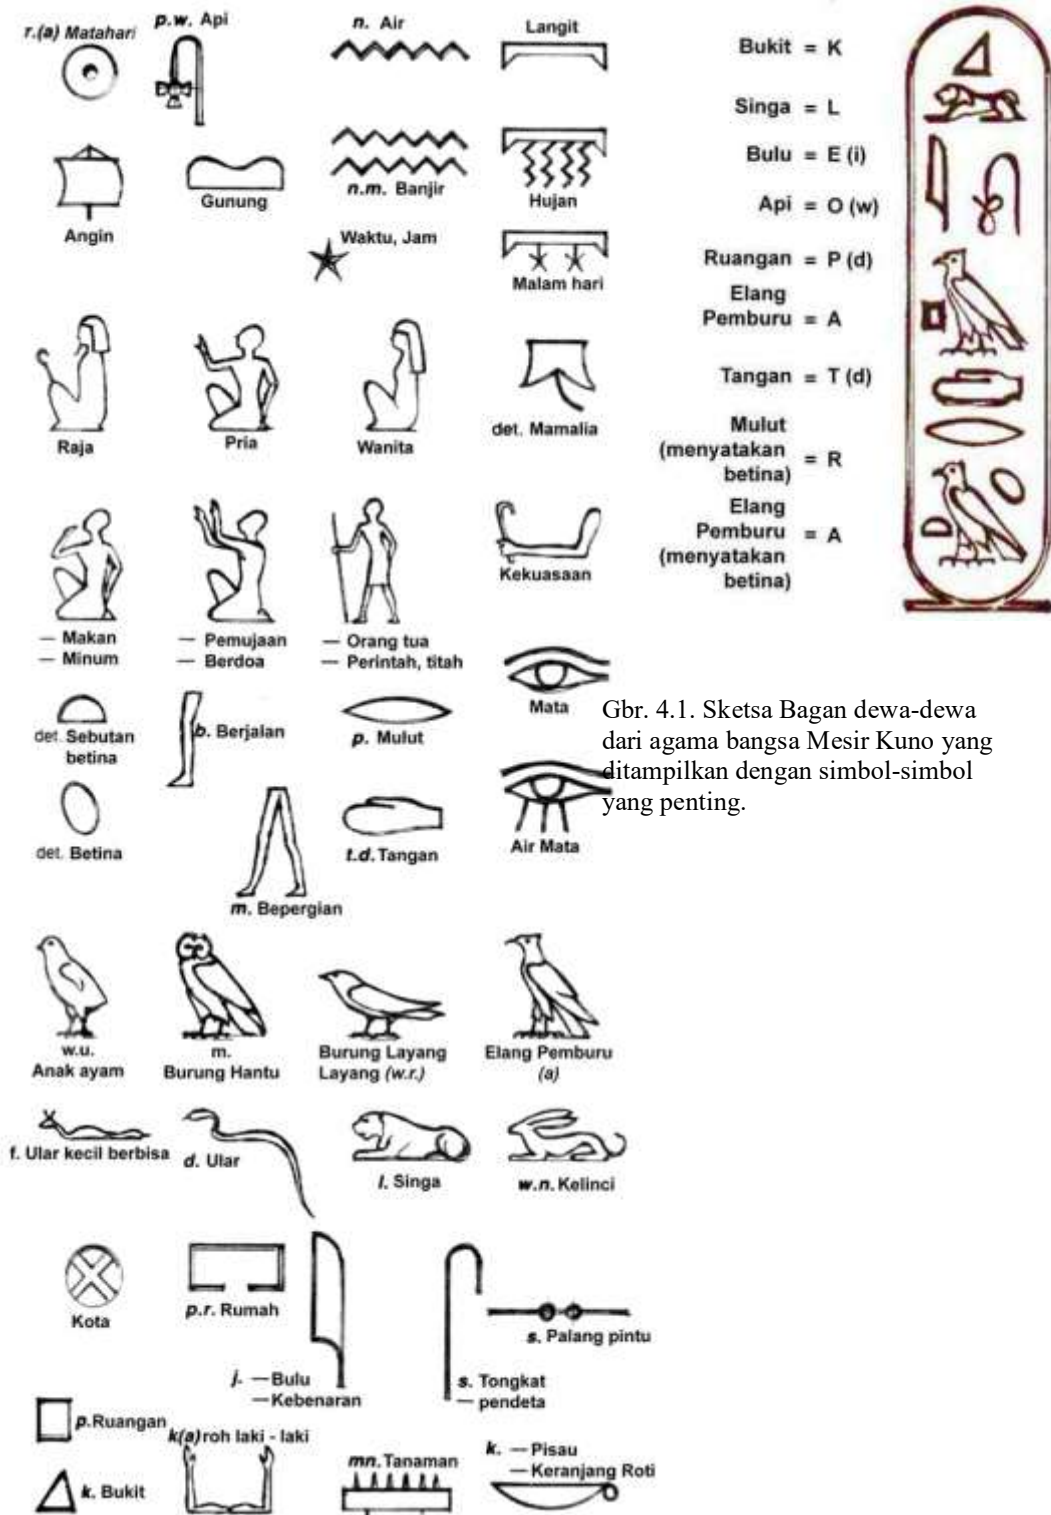 r.(a) Matahari
p.w. Api
n. Air
Langit
Angin
Gunung
n.m. Banjir
Hujan
Waktu, Jam
Malam hari
Raja
Pria
Wanita
det. Mamalia
— Makan
— Minum
— Pemujaan
— Berdoa
— Orang tua
— Perintah, titah
Kekuasaan
det. Sebutan
betina
b. Berjalan
p. Mulut
Mata
det. Betina
m. Bepergian
t.d. Tangan
Air Mata
w.u.
Anak ayam
m.
Burung Hantu
Burung Layang
Layang (w.r.)
Elang Pemburu
(a)
f. Ular kecil berbisa
d. Ular
l. Singa
w.n. Kelinci
Kota
p.r. Rumah
j. — Bulu
— Kebenaran
s. Tongkat
— pendeta
s. Palang pintu
p. Ruangan
k(a) roh laki - laki
mn. Tanaman
k. — Pisau
— Keranjang Roti
k. Bukit
Bukit = K
Singa = L
Bulu = E (i)
Api = O (w)
Ruangan = P (d)
Elang
Pemburu = A
Tangan = T (d)
Mulut
(menyatakan = R
betina)
Elang
Pemburu = A
(menyatakan
betina)
Gbr. 4.1. Sketsa Bagan dewa-dewa
dari agama bangsa Mesir Kuno yang
ditampilkan dengan simbol-simbol
yang penting.